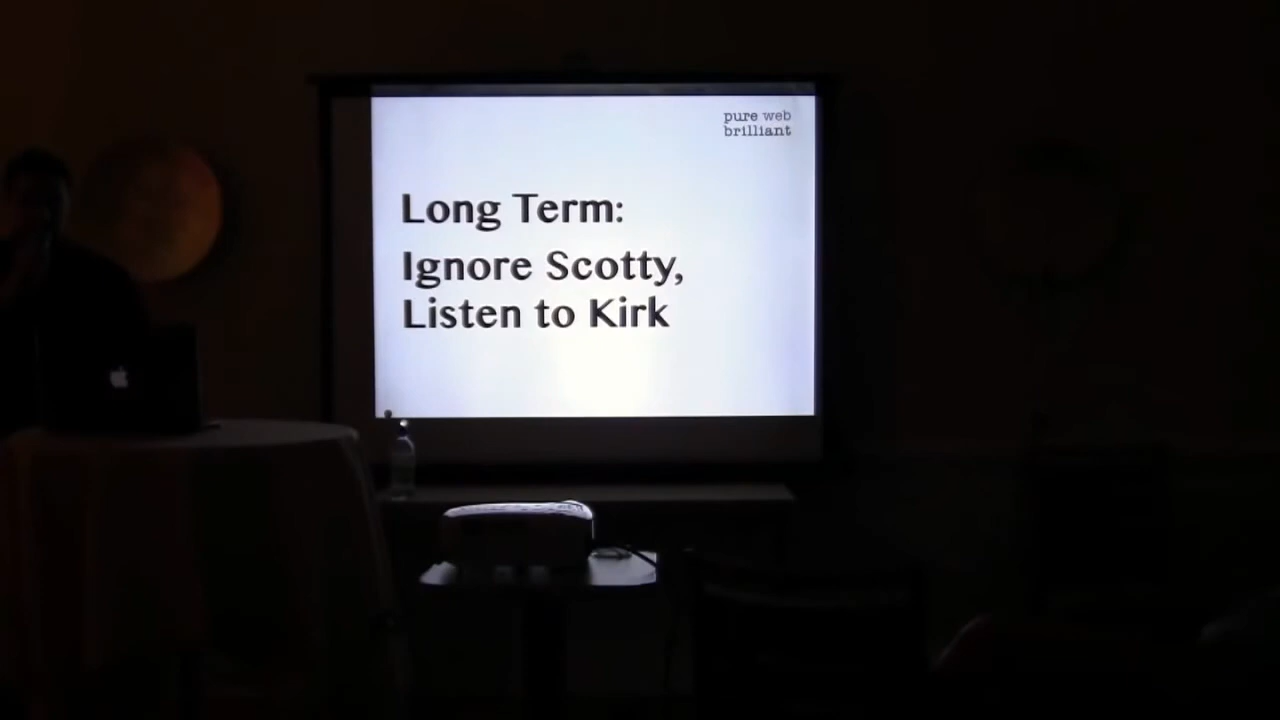 pure web
brilliant
Long Term:
Ignore Scotty,
Listen to Kirk